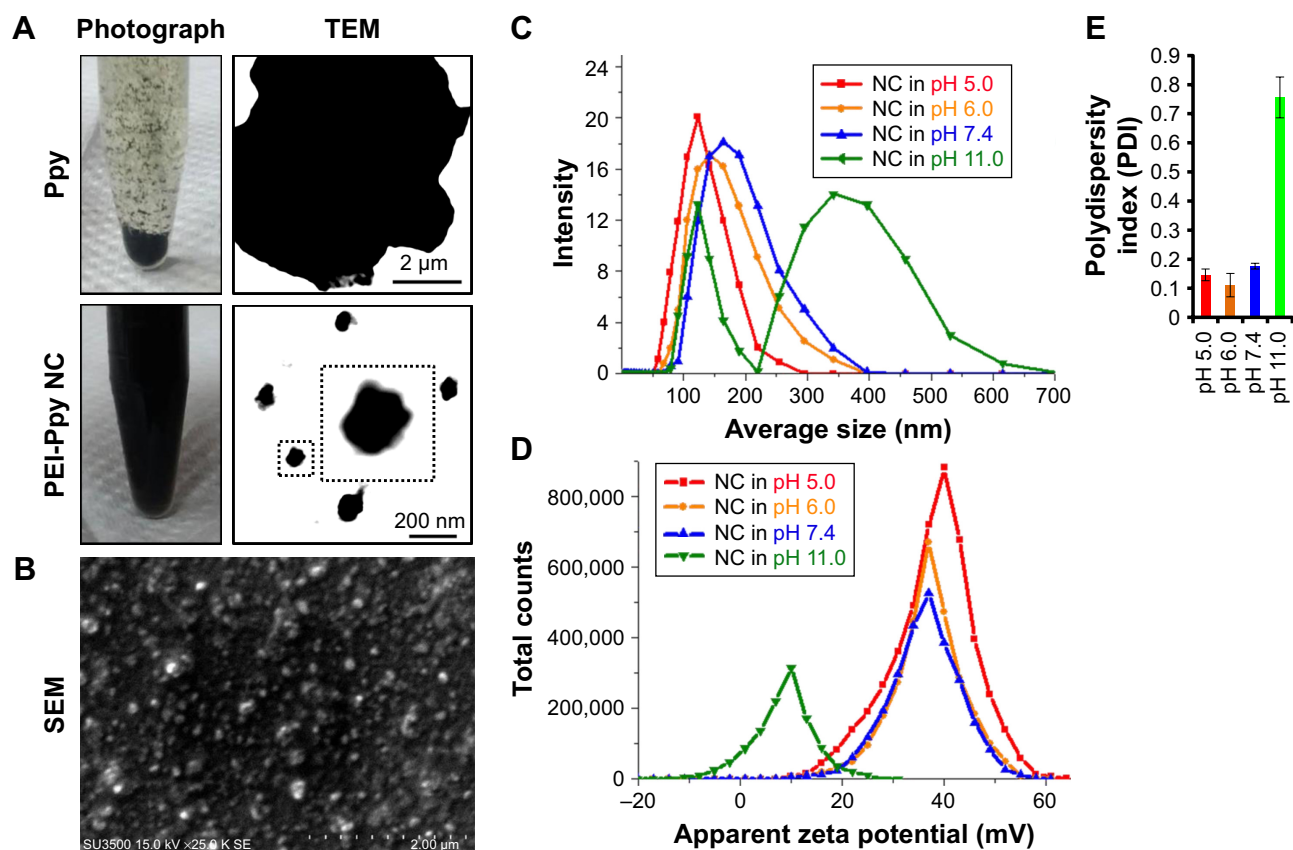 A
Photograph
TEM
Ppy
2 μm
PEI-Ppy NC
200 nm
B
SEM
SU3500 15.0 kV ×25.0 K SE
2.00 μm
C
Intensity
24
20
16
12
8
4
0
NC in pH 5.0
NC in pH 6.0
NC in pH 7.4
NC in pH 11.0
100 200 300 400 500 600 700
Average size (nm)
D
Total counts
800,000
600,000
400,000
200,000
0
NC in pH 5.0
NC in pH 6.0
NC in pH 7.4
NC in pH 11.0
–20 0 20 40 60
Apparent zeta potential (mV)
E
Polydispersity
index (PDI)
0.9
0.8
0.7
0.6
0.5
0.4
0.3
0.2
0.1
0
pH 5.0
pH 6.0
pH 7.4
pH 11.0